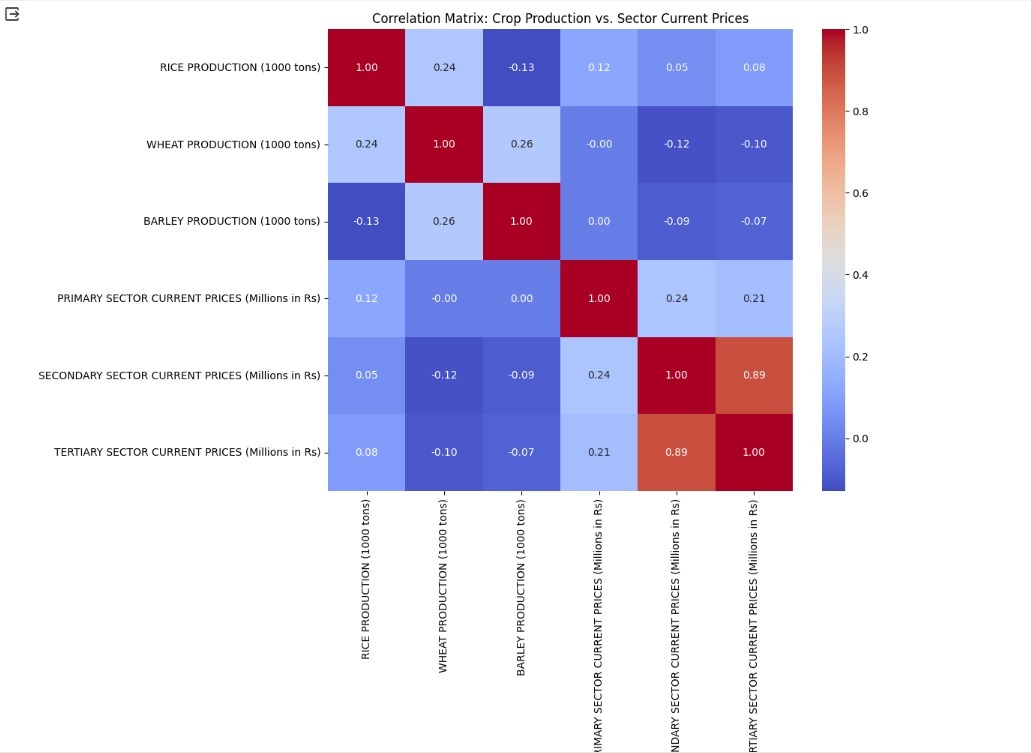 Correlation Matrix: Crop Production vs. Sector Current Prices
RICE PRODUCTION (1000 tons)
1.00 0.24 -0.13 0.12 0.05 0.08
WHEAT PRODUCTION (1000 tons)
0.24 1.00 0.26 -0.00 -0.12 -0.10
BARLEY PRODUCTION (1000 tons)
-0.13 0.26 1.00 0.00 -0.09 -0.07
PRIMARY SECTOR CURRENT PRICES (Millions in Rs)
0.12 -0.00 0.00 1.00 0.24 0.21
SECONDARY SECTOR CURRENT PRICES (Millions in Rs)
0.05 -0.12 -0.09 0.24 1.00 0.89
TERTIARY SECTOR CURRENT PRICES (Millions in Rs)
0.08 -0.10 -0.07 0.21 0.89 1.00
RICE PRODUCTION (1000 tons)
WHEAT PRODUCTION (1000 tons)
BARLEY PRODUCTION (1000 tons)
RIMARY SECTOR CURRENT PRICES (Millions in Rs)
NDARY SECTOR CURRENT PRICES (Millions in Rs)
RTIARY SECTOR CURRENT PRICES (Millions in Rs)
1.0
0.8
0.6
0.4
0.2
0.0